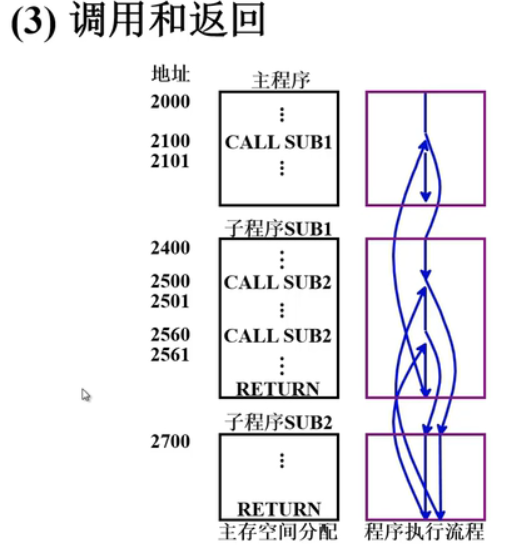 (3) 调用和返回
地址
主程序
2000
⋮
2100 CALL SUB1
2101
⋮
子程序SUB1
2400
⋮
2500 CALL SUB2
2501
⋮
2560 CALL SUB2
2561
⋮
RETURN
子程序SUB2
2700
⋮
RETURN
主存空间分配 程序执行流程